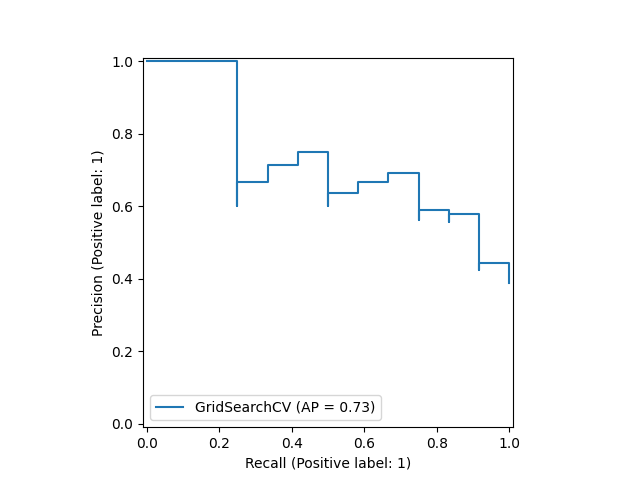 1.0
0.8
0.6
0.4
0.2
0.0
Precision (Positive label: 1)
GridSearchCV (AP = 0.73)
0.0 0.2 0.4 0.6 0.8 1.0
Recall (Positive label: 1)